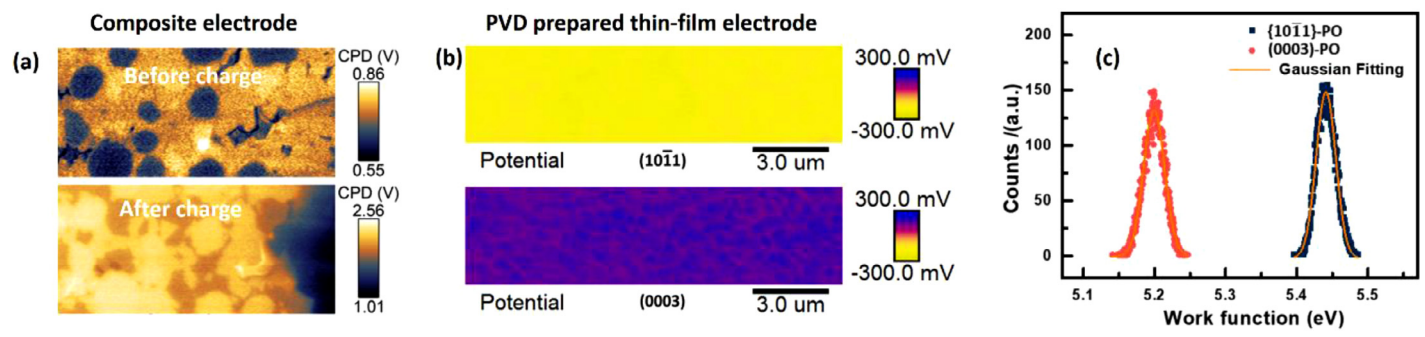 Composite electrode
(a)
Before charge
CPD (V)
0.86
0.55
After charge
CPD (V)
2.56
1.01
PVD prepared thin-film electrode
(b)
300.0 mV
-300.0 mV
Potential (101̅1) 3.0 um
300.0 mV
-300.0 mV
Potential (0003) 3.0 um
(c)
{101̅1}-PO
(0003)-PO
Gaussian Fitting
Counts /(a.u.)
200
150
100
50
0
5.1 5.2 5.3 5.4 5.5
Work function (eV)